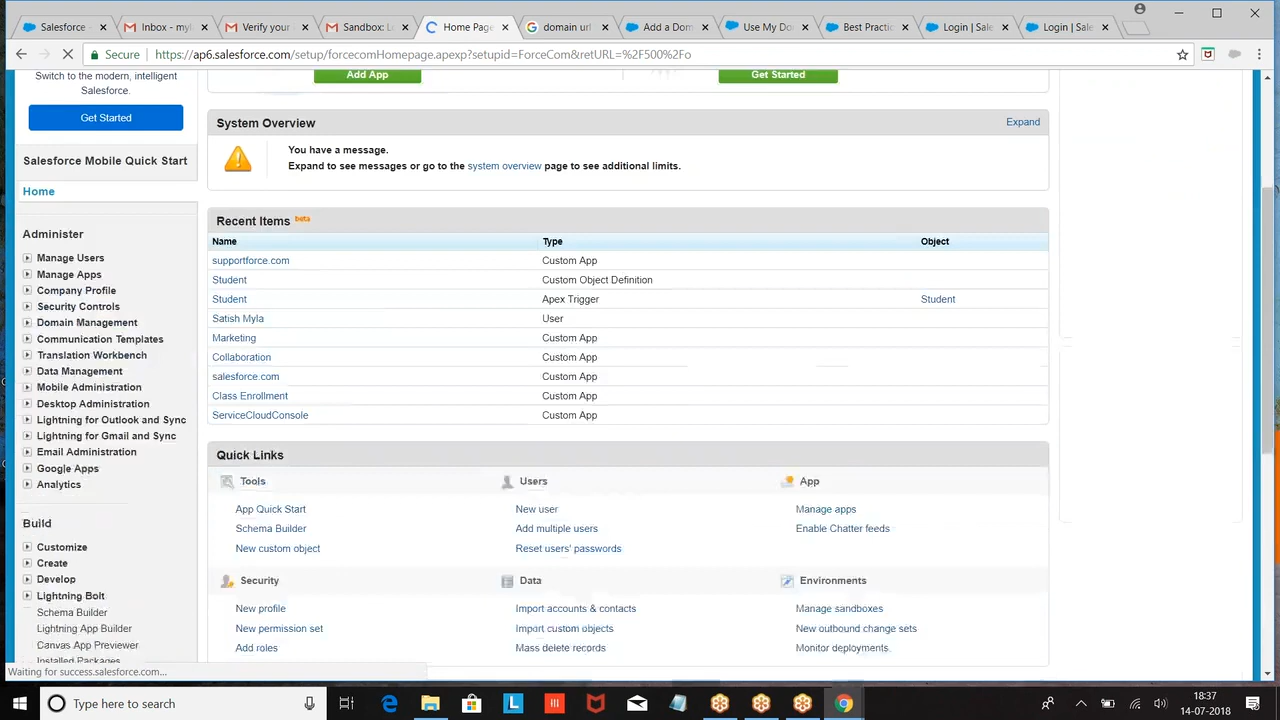 Salesforce
Inbox - myl
Verify your
Sandbox: L
Home Page
domain url
Add a Dom
Use My Do
Best Practic
Login | Sale
Login | Sale
Secure
https://ap6.salesforce.com/setup/forcecomHomepage.apexp?setupid=ForceCom&retURL=%2F500%2Fo
Switch to the modern, intelligent
Salesforce.
Get Started
Salesforce Mobile Quick Start
Home
Administer
Manage Users
Manage Apps
Company Profile
Security Controls
Domain Management
Communication Templates
Translation Workbench
Data Management
Mobile Administration
Desktop Administration
Lightning for Outlook and Sync
Lightning for Gmail and Sync
Email Administration
Google Apps
Analytics
Build
Customize
Create
Develop
Lightning Bolt
Schema Builder
Lightning App Builder
Canvas App Previewer
Installed Packages
Add App
Get Started
System Overview
Expand
You have a message.
Expand to see messages or go to the system overview page to see additional limits.
Recent Items beta
Name Type Object
supportforce.com Custom App
Student Custom Object Definition
Student Apex Trigger Student
Satish Myla User
Marketing Custom App
Collaboration Custom App
salesforce.com Custom App
Class Enrollment Custom App
ServiceCloudConsole Custom App
Quick Links
Tools Users App
App Quick Start New user Manage apps
Schema Builder Add multiple users Enable Chatter feeds
New custom object Reset users' passwords
Security Data Environments
New profile Import accounts & contacts Manage sandboxes
New permission set Import custom objects New outbound change sets
Add roles Mass delete records Monitor deployments.
Waiting for success.salesforce.com...
Type here to search
L
18:37
14-07-2018